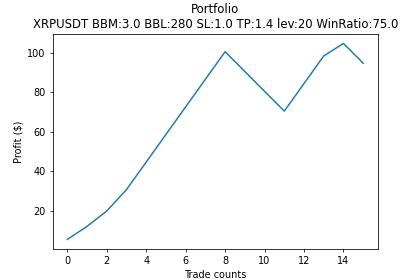 Portfolio
XRPUSDT BBM:3.0 BBL:280 SL:1.0 TP:1.4 lev:20 WinRatio:75.0
100
80
60
40
20
Profit ($)
0 2 4 6 8 10 12 14
Trade counts